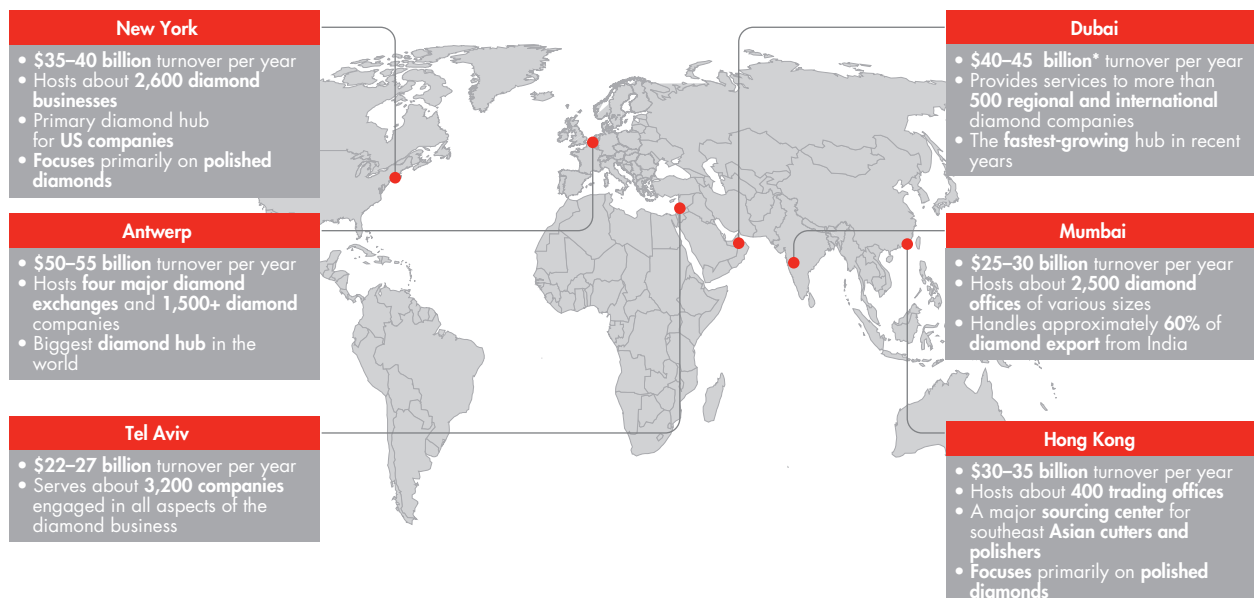 New York
• $35–40 billion turnover per year
• Hosts about 2,600 diamond
businesses
• Primary diamond hub
for US companies
• Focuses primarily on polished
diamonds
Antwerp
• $50–55 billion turnover per year
• Hosts four major diamond
exchanges and 1,500+ diamond
companies
• Biggest diamond hub in the
world
Tel Aviv
• $22–27 billion turnover per year
• Serves about 3,200 companies
engaged in all aspects of the
diamond business
Dubai
• $40–45 billion* turnover per year
• Provides services to more than
500 regional and international
diamond companies
• The fastest-growing hub in recent
years
Mumbai
• $25–30 billion turnover per year
• Hosts about 2,500 diamond
offices of various sizes
• Handles approximately 60% of
diamond export from India
Hong Kong
• $30–35 billion turnover per year
• Hosts about 400 trading offices
• A major sourcing center for
southeast Asian cutters and
polishers
• Focuses primarily on polished
diamonds